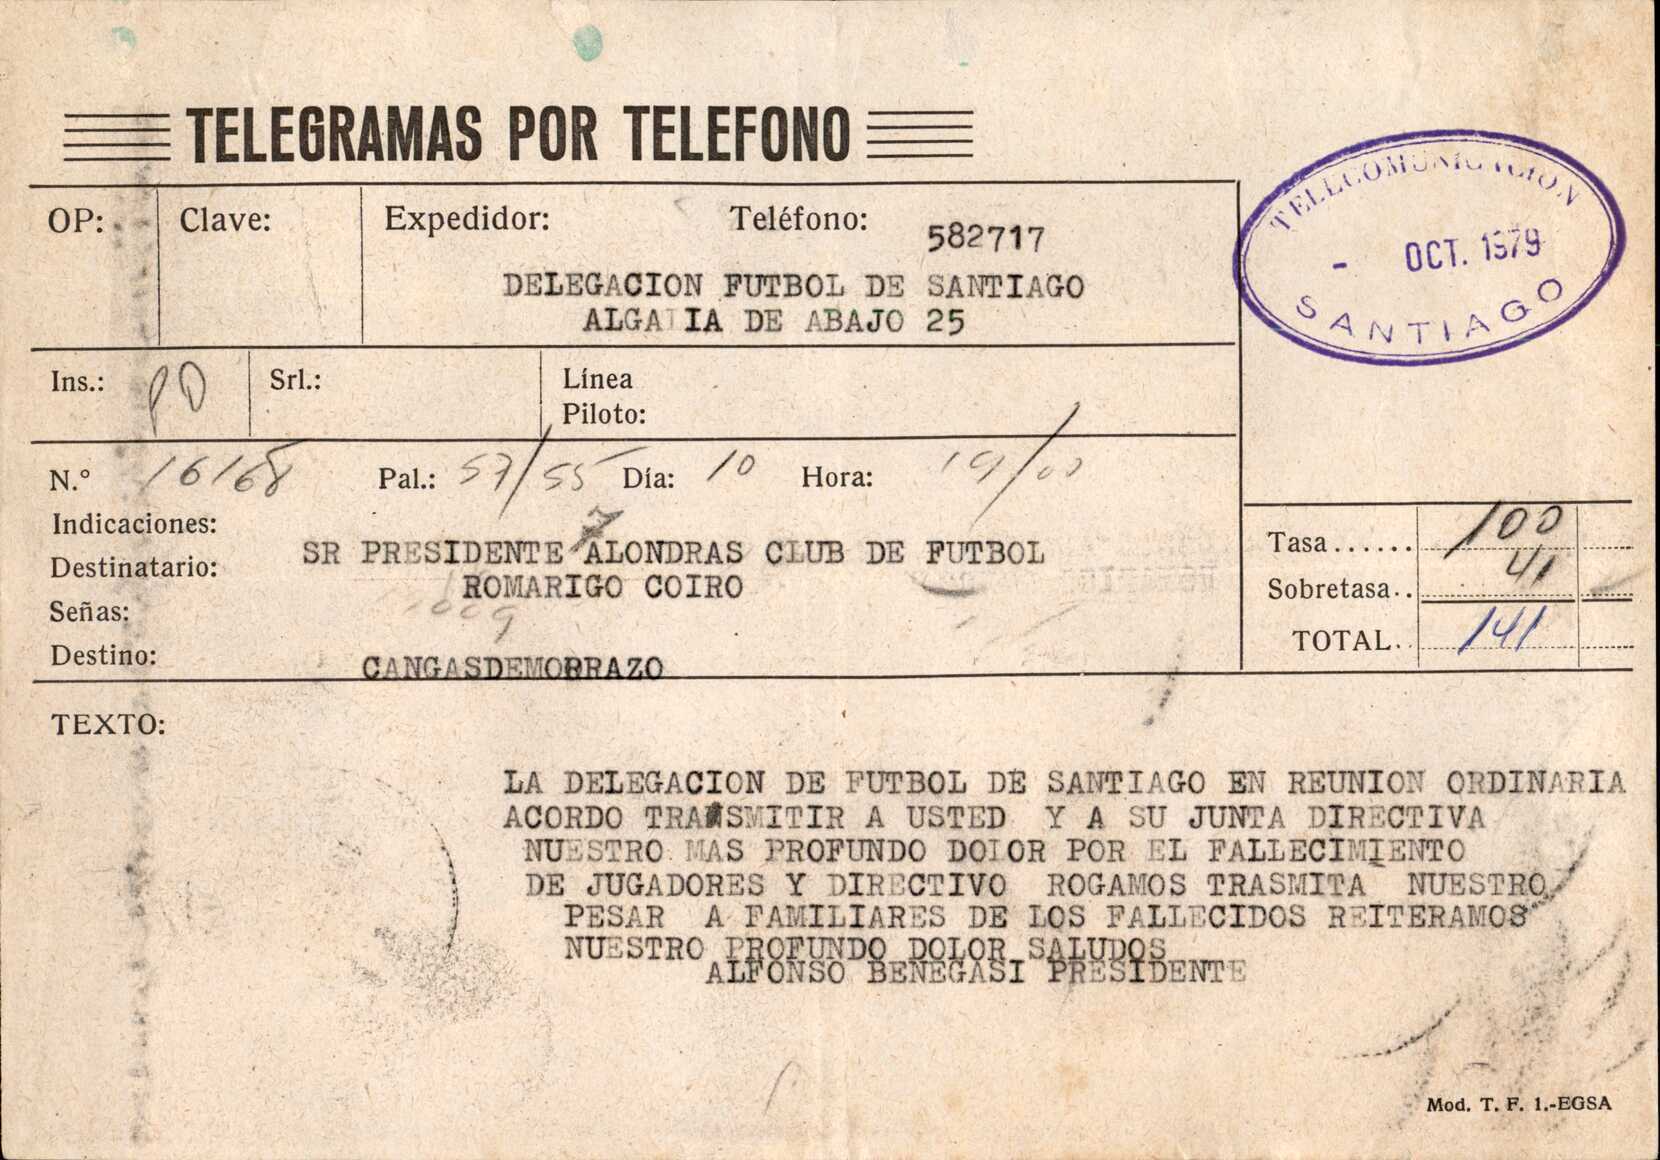 TELEGRAMAS POR TELEFONO
OP:
Clave:
Expedidor:
Teléfono: 582717
DELEGACION FUTBOL DE SANTIAGO
ALGALIA DE ABAJO 25
TELECOMUNICACION
- OCT. 1979
SANTIAGO
Ins.: PD
Srl.:
Línea
Piloto:
N.º 16168 Pal.: 57/55 Día: 10 Hora: 19/00
Indicaciones:
Destinatario: SR PRESIDENTE ALONDRAS CLUB DE FUTBOL
ROMARIGO COIRO
Señas:
Destino: CANGASDEMORRAZO
Tasa...... 100
Sobretasa.. 41
TOTAL.. 141
TEXTO:
LA DELEGACION DE FUTBOL DE SANTIAGO EN REUNION ORDINARIA
ACORDO TRANSMITIR A USTED Y A SU JUNTA DIRECTIVA
NUESTRO MAS PROFUNDO DOLOR POR EL FALLECIMIENTO
DE JUGADORES Y DIRECTIVO ROGAMOS TRASMITA NUESTRO
PESAR A FAMILIARES DE LOS FALLECIDOS REITERAMOS
NUESTRO PROFUNDO DOLOR SALUDOS
ALFONSO BENEGASI PRESIDENTE
Mod. T. F. 1.-EGSA